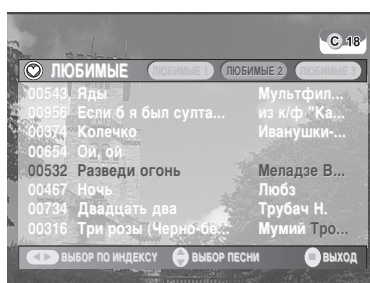 C 18
ЛЮБИМЫЕ ЛЮБИМЫЕ 1 ЛЮБИМЫЕ 2 ЛЮБИМЫЕ 3
00543 Яды Мультфил...
00956 Если б я был султа... из к/ф "Ка...
00374 Колечко Иванушки-...
00654 Ой, ой
00532 Разведи огонь Меладзе В...
00467 Ночь Любэ
00734 Двадцать два Трубач Н.
00316 Три розы (Черно-бе... Мумий Тро...
ВЫБОР ПО ИНДЕКСУ ВЫБОР ПЕСНИ ВЫХОД